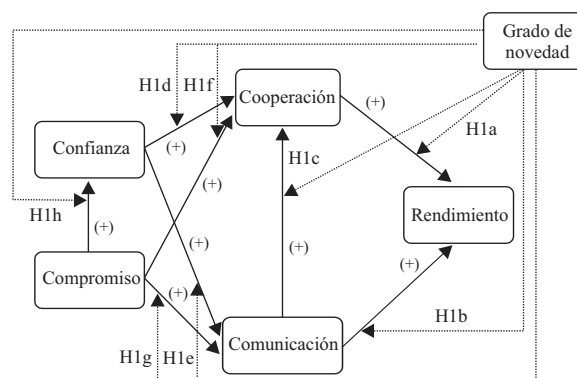 Grado de
novedad
H1d
H1f
Cooperación
(+)
H1a
Confianza
(+)
H1c
(+)
H1h
(+)
(+)
Rendimiento
(+)
(+)
Compromiso
(+)
H1b
Comunicación
H1g
H1e